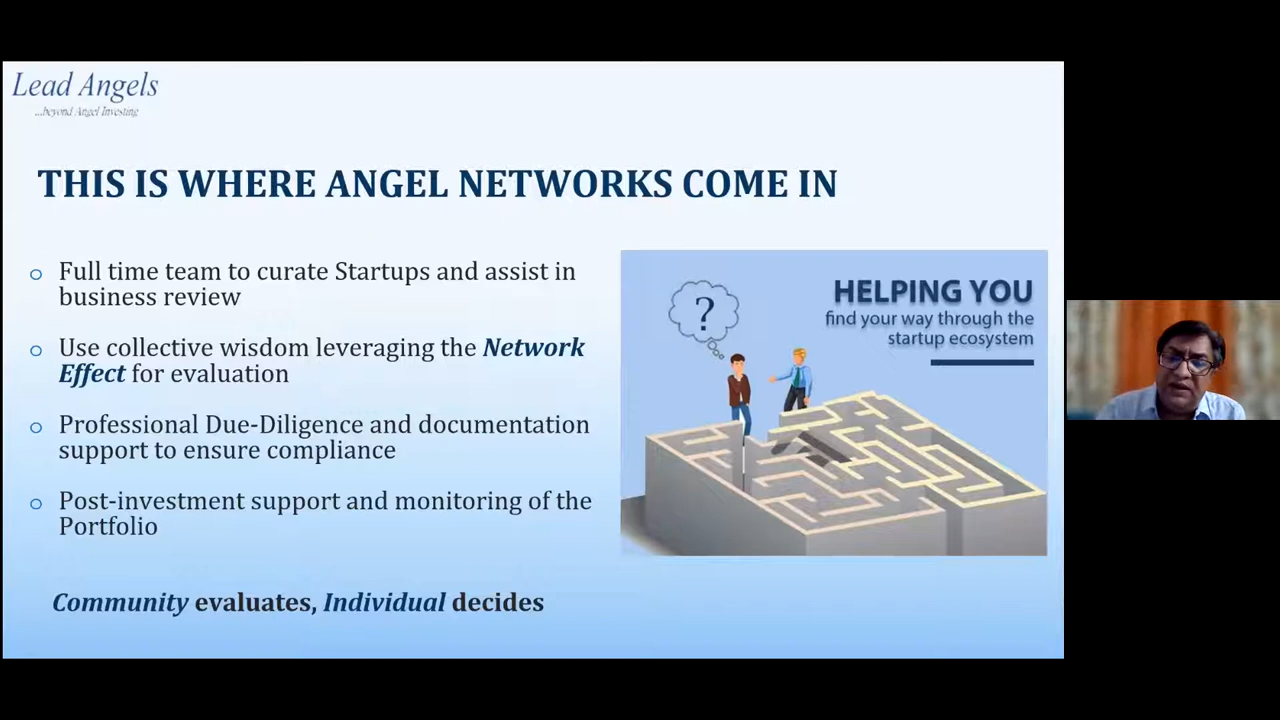 Lead Angels
...beyond Angel Investing
THIS IS WHERE ANGEL NETWORKS COME IN
o Full time team to curate Startups and assist in
business review
o Use collective wisdom leveraging the Network
Effect for evaluation
o Professional Due-Diligence and documentation
support to ensure compliance
o Post-investment support and monitoring of the
Portfolio
Community evaluates, Individual decides
?
HELPING YOU
find your way through the
startup ecosystem